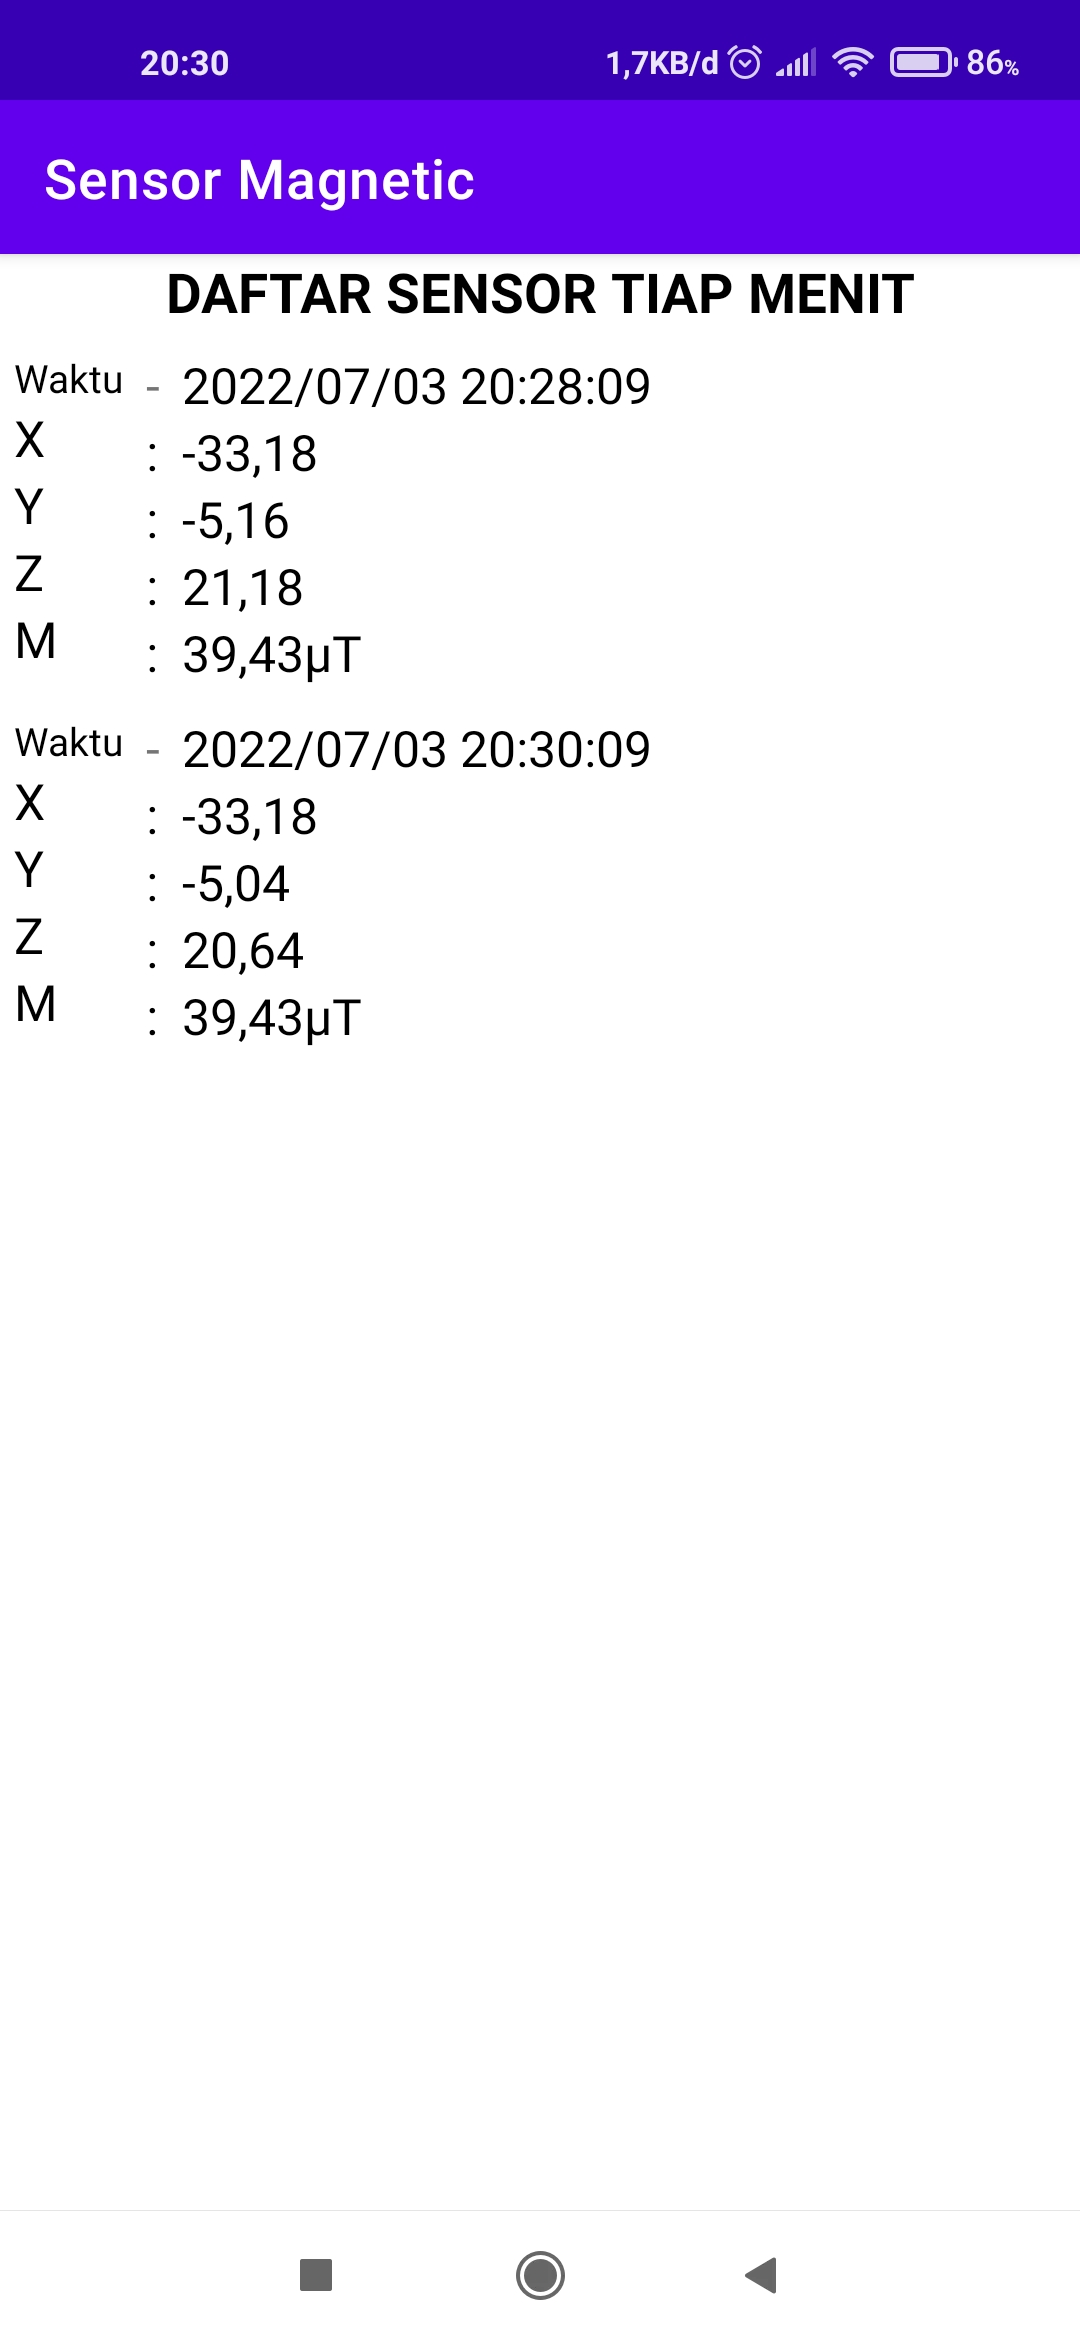 20:30 1,7KB/d 86%
Sensor Magnetic
DAFTAR SENSOR TIAP MENIT
Waktu - 2022/07/03 20:28:09
X : -33,18
Y : -5,16
Z : 21,18
M : 39,43µT
Waktu - 2022/07/03 20:30:09
X : -33,18
Y : -5,04
Z : 20,64
M : 39,43µT